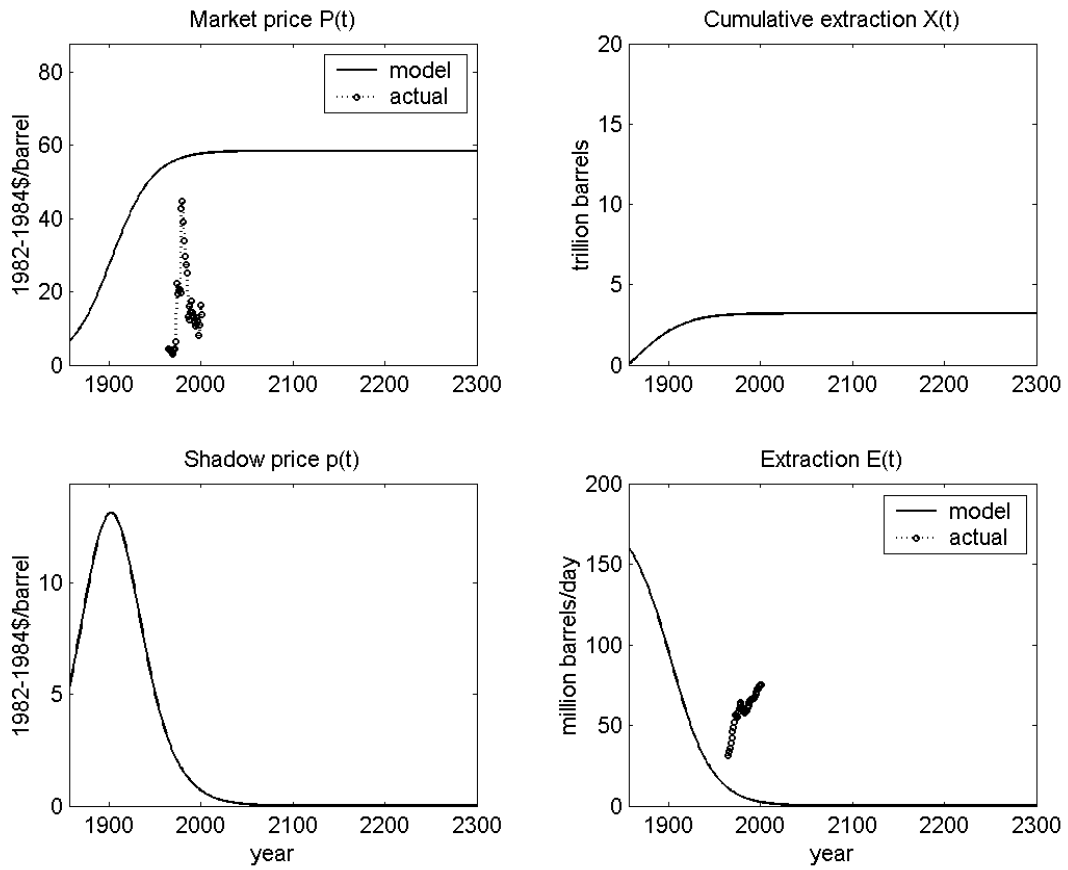 Market price P(t)
1982-1984$/barrel
80
60
40
20
0
model
actual
1900 2000 2100 2200 2300
Cumulative extraction X(t)
trillion barrels
20
15
10
5
0
1900 2000 2100 2200 2300
Shadow price p(t)
1982-1984$/barrel
10
5
0
1900 2000 2100 2200 2300
year
Extraction E(t)
million barrels/day
200
150
100
50
0
model
actual
1900 2000 2100 2200 2300
year